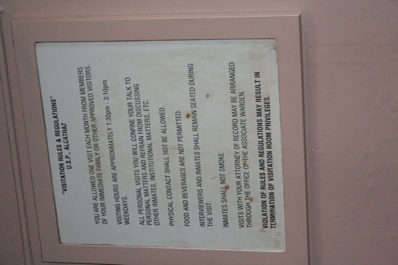 "VISITATION RULES & REGULATIONS"
U.S.P., ALCATRAZ
YOU ARE ALLOWED ONE VISIT EACH MONTH FROM MEMBERS
OF YOUR IMMEDIATE FAMILY OR OTHER APPROVED VISITORS.
VISITING HOURS ARE APPROXIMATELY 1:30pm - 3:10pm
WEEKDAYS.
ALL PERSONAL VISITS YOU WILL CONFINE YOUR TALK TO
PERSONAL MATTERS AND REFRAIN FROM DISCUSSING
OTHER INMATES, INSTITUTIONAL MATTERS, ETC.
PHYSICAL CONTACT SHALL NOT BE ALLOWED.
FOOD AND BEVERAGES ARE NOT PERMITTED.
INTERVIEWERS AND INMATES SHALL REMAIN SEATED DURING
THE VISIT.
INMATES SHALL NOT SMOKE.
VISITS WITH YOUR ATTORNEY OF RECORD MAY BE ARRANGED
THROUGH THE OFFICE OF THE ASSOCIATE WARDEN.
VIOLATION OF RULES AND REGULATIONS MAY RESULT IN
TERMINATION OF VISITATION ROOM PRIVILEGES.